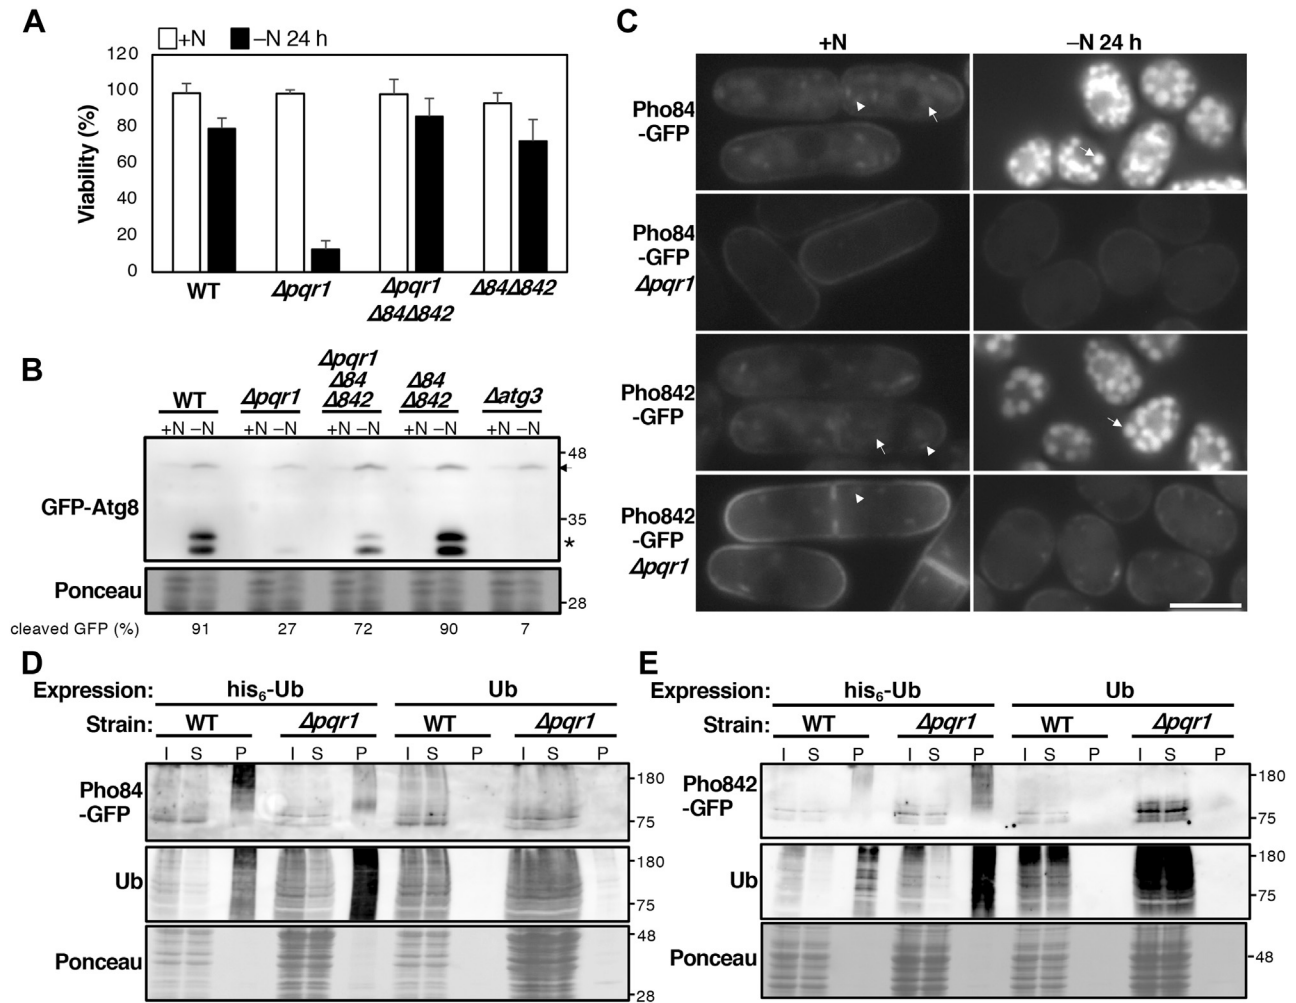 A
+N
−N 24 h
Viability (%)
120
100
80
60
40
20
0
WT
Δpqr1
Δpqr1
Δ84Δ842
Δ84Δ842
B
WT
Δpqr1
Δpqr1
Δ84
Δ842
Δ84
Δ842
Δatg3
+N −N +N −N +N −N +N −N +N −N
GFP-Atg8
48
35
*
Ponceau
28
cleaved GFP (%) 91 27 72 90 7
C
+N
−N 24 h
Pho84
-GFP
Pho84
-GFP
Δpqr1
Pho842
-GFP
Pho842
-GFP
Δpqr1
D
Expression: his6-Ub Ub
Strain: WT Δpqr1 WT Δpqr1
I S P I S P I S P I S P
Pho84
-GFP
180
75
Ub
180
75
Ponceau
48
28
E
Expression: his6-Ub Ub
Strain: WT Δpqr1 WT Δpqr1
I S P I S P I S P I S P
Pho842
-GFP
180
75
Ub
180
75
Ponceau
48